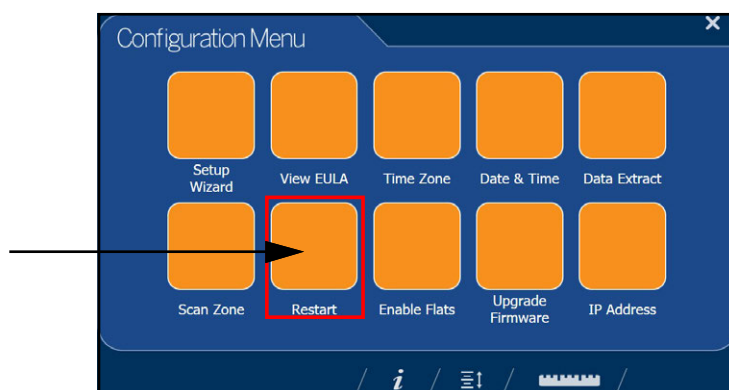 Configuration Menu
Setup
Wizard
View EULA
Time Zone
Date & Time
Data Extract
Scan Zone
Restart
Enable Flats
Upgrade
Firmware
IP Address